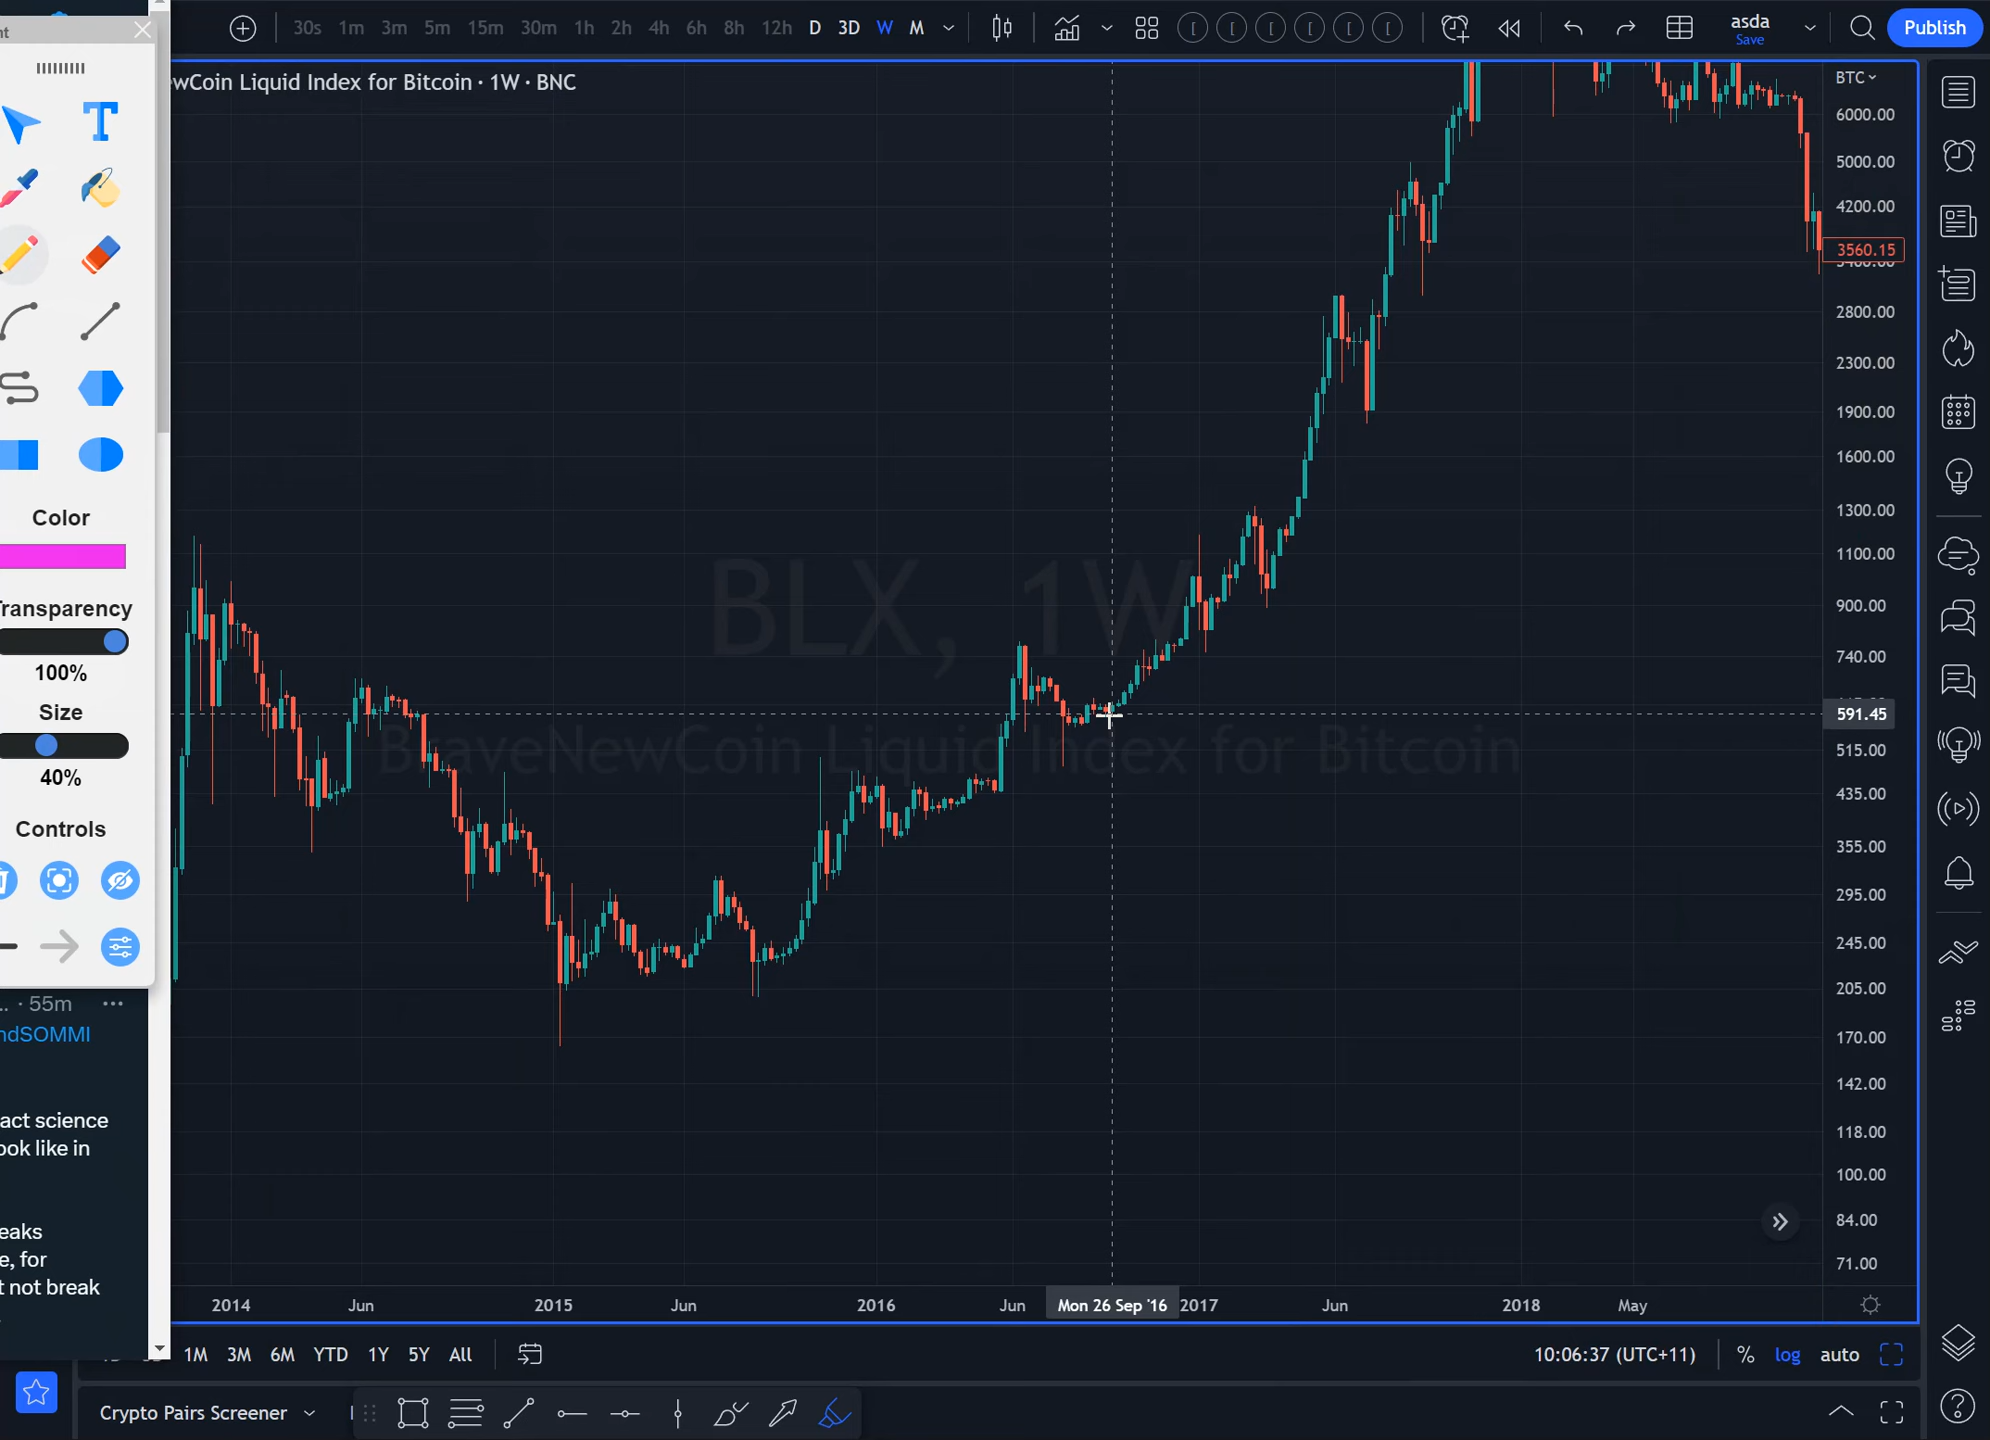 nt
30s 1m 3m 5m 15m 30m 1h 2h 4h 6h 8h 12h D 3D W M
asda
Save
Publish
ewCoin Liquid Index for Bitcoin · 1W · BNC
BTC
6000.00
5000.00
4200.00
3560.15
3400.00
2800.00
2300.00
1900.00
1600.00
1300.00
1100.00
900.00
740.00
591.45
515.00
435.00
355.00
295.00
245.00
205.00
170.00
142.00
118.00
100.00
84.00
71.00
T
Color
Transparency
100%
Size
40%
Controls
BLX, 1W
BraveNewCoin Liquid Index for Bitcoin
.. · 55m ...
ndSOMMI
act science
ook like in
eaks
e, for
t not break
2014 Jun 2015 Jun 2016 Jun Mon 26 Sep '16 2017 Jun 2018 May
1M 3M 6M YTD 1Y 5Y All
10:06:37 (UTC+11) % log auto
Crypto Pairs Screener